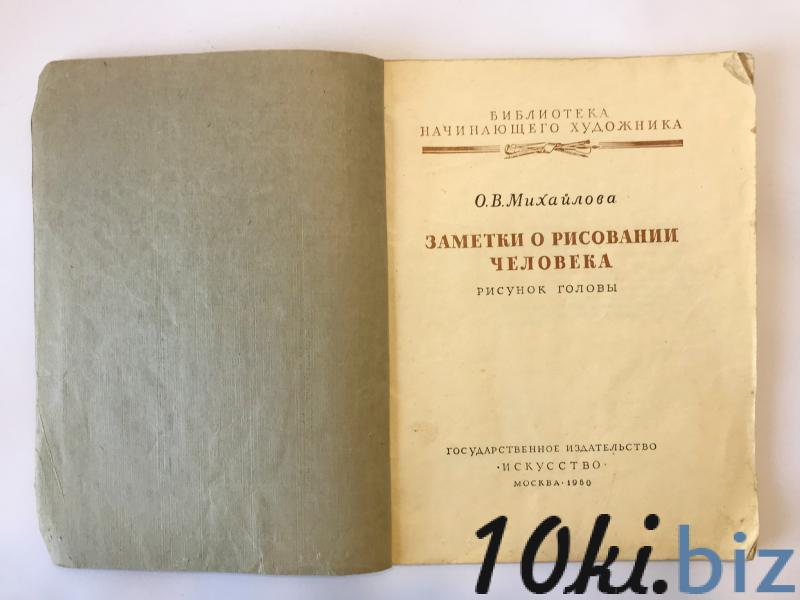 БИБЛИОТЕКА
НАЧИНАЮЩЕГО ХУДОЖНИКА
О.В.Михайлова
ЗАМЕТКИ О РИСОВАНИИ
ЧЕЛОВЕКА
РИСУНОК ГОЛОВЫ
ГОСУДАРСТВЕННОЕ ИЗДАТЕЛЬСТВО
·ИСКУССТВО·
МОСКВА·1960
10ki.biz